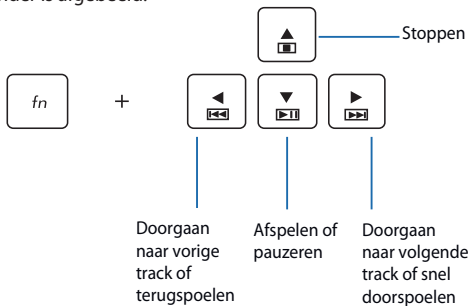 Stoppen
fn +
Doorgaan
naar vorige
track of
terugspoelen
Afspelen of
pauzeren
Doorgaan
naar volgende
track of snel
doorspoelen